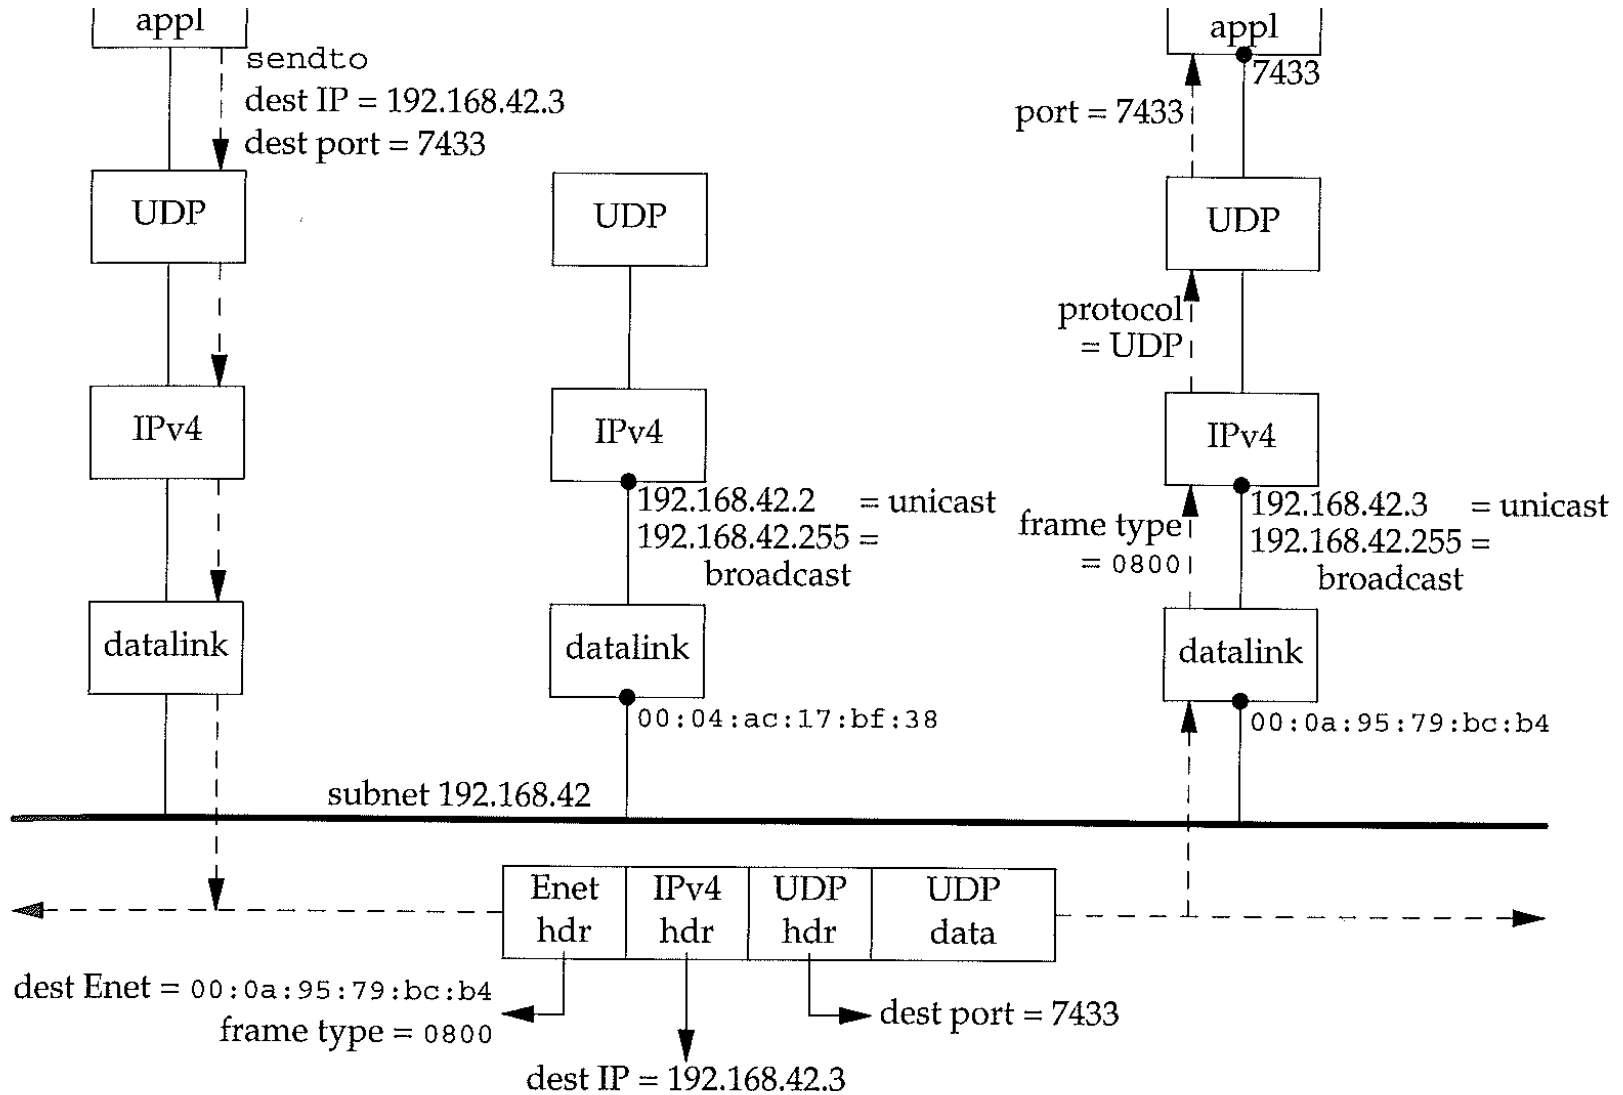 appl
sendto
dest IP = 192.168.42.3
dest port = 7433
UDP
IPv4
datalink
UDP
IPv4
192.168.42.2 = unicast
192.168.42.255 =
broadcast
datalink
00:04:ac:17:bf:38
appl
7433
port = 7433
UDP
protocol
= UDP
IPv4
192.168.42.3 = unicast
192.168.42.255 =
broadcast
frame type
= 0800
datalink
00:0a:95:79:bc:b4
subnet 192.168.42
Enet
hdr
IPv4
hdr
UDP
hdr
UDP
data
dest Enet = 00:0a:95:79:bc:b4
frame type = 0800
dest port = 7433
dest IP = 192.168.42.3